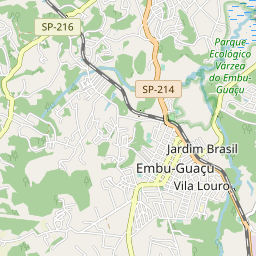 SP-216
Parque
Ecológico
Várzea
do Embu-
Guaçu
SP-214
Jardim Brasil
Embu-Guaçu
Vila Louro